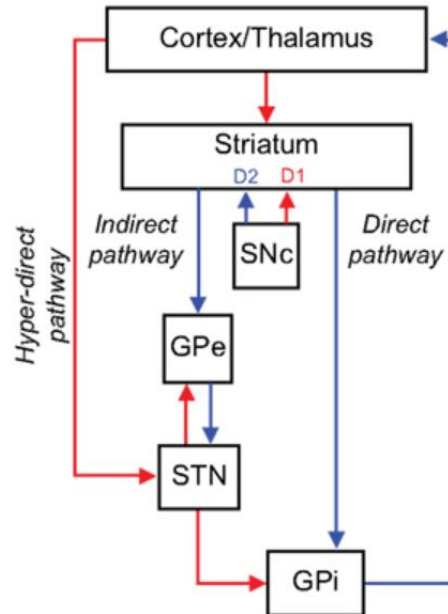 Cortex/Thalamus
Striatum
D2 D1
Indirect
pathway
SNc
Direct
pathway
Hyper-direct
pathway
GPe
STN
GPi